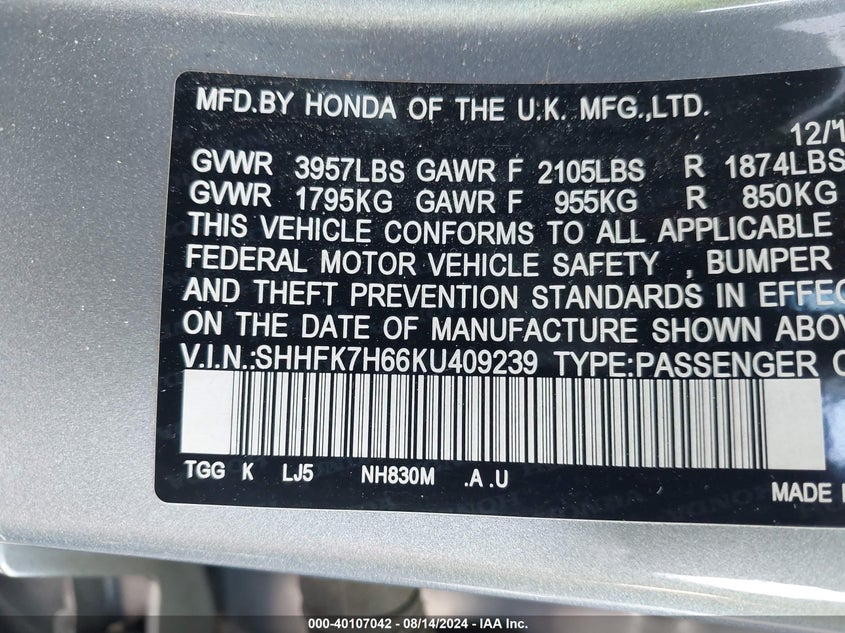 MFD.BY HONDA OF THE U.K. MFG.,LTD.
12/1
GVWR 3957LBS GAWR F 2105LBS R 1874LBS
GVWR 1795KG GAWR F 955KG R 850KG
THIS VEHICLE CONFORMS TO ALL APPLICABLE
FEDERAL MOTOR VEHICLE SAFETY , BUMPER
AND THEFT PREVENTION STANDARDS IN EFFEC
ON THE DATE OF MANUFACTURE SHOWN ABOV
V.I.N.:SHHFK7H66KU409239 TYPE:PASSENGER C
TGG K LJ5 NH830M .A .U
MADE
000-40107042 - 08/14/2024 - IAA Inc.